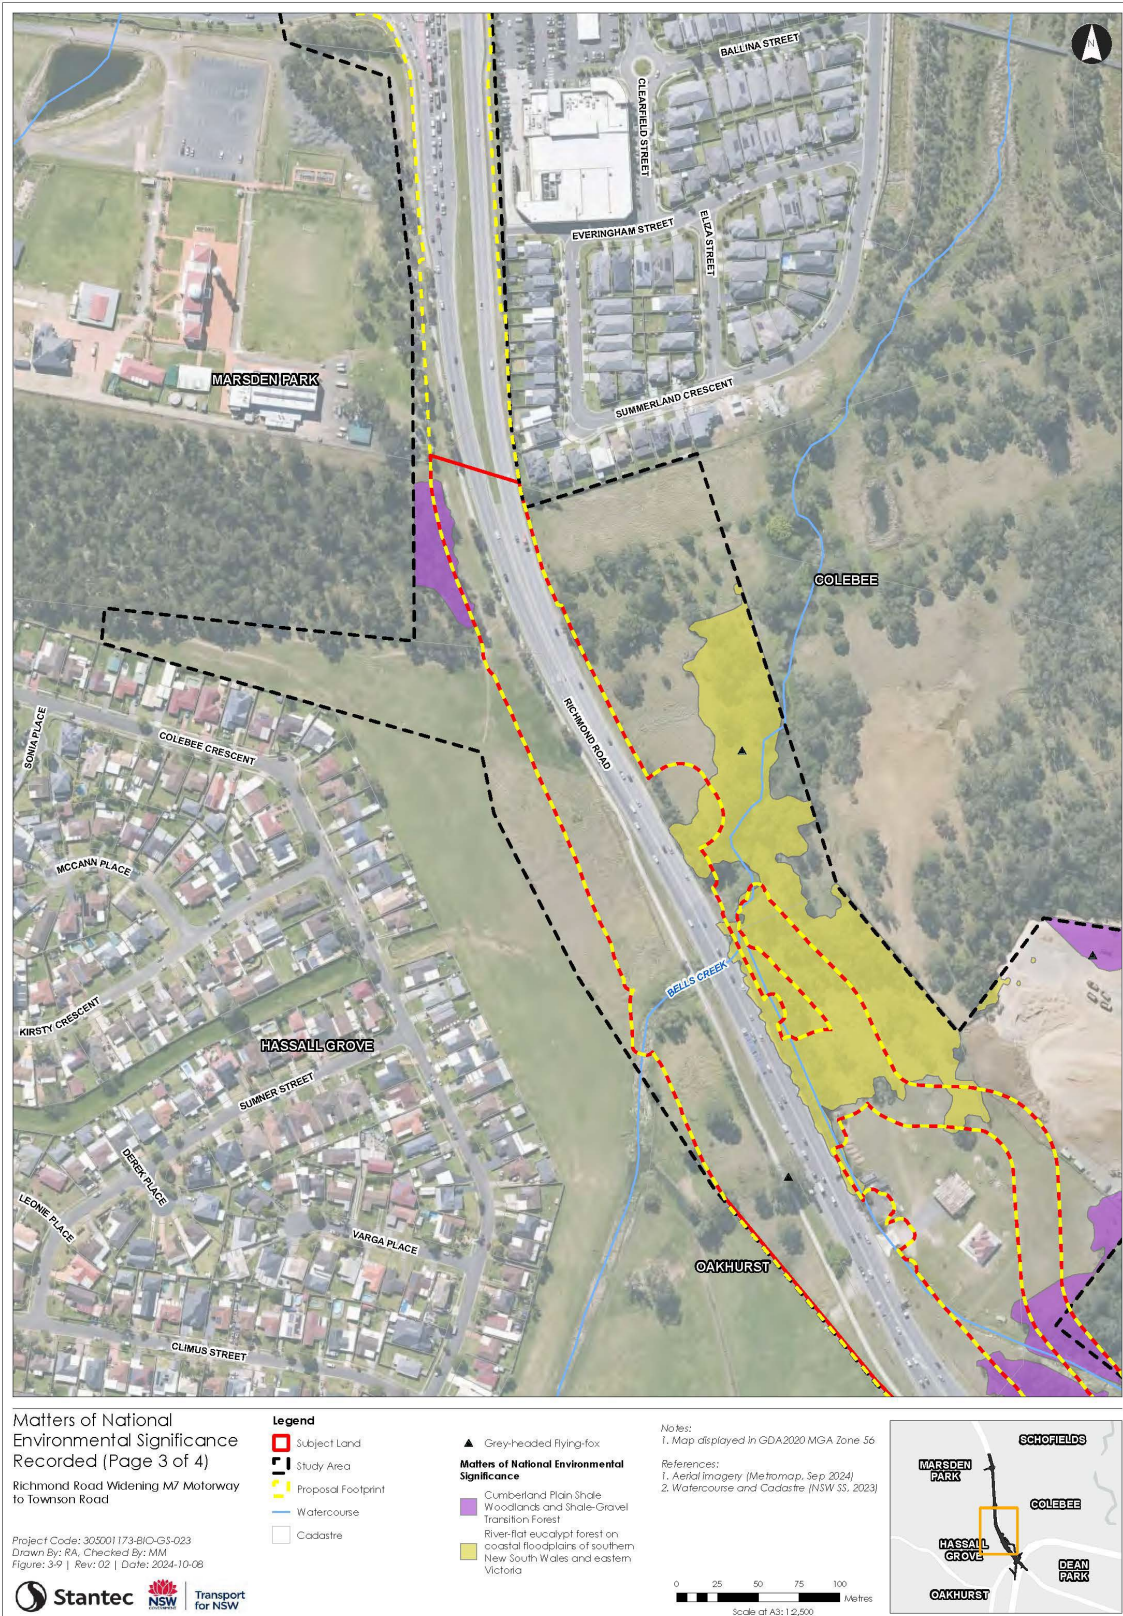 N
BALLINA STREET
CLEARFIELD STREET
EVERINGHAM STREET
ELIZA STREET
MARSDEN PARK
SUMMERLAND CRESCENT
COLEBEE
SONIA PLACE
COLEBEE CRESCENT
RICHMOND ROAD
MCCANN PLACE
BELLS CREEK
KIRSTY CRESCENT
HASSALL GROVE
SUMNER STREET
DEREK PLACE
LEONIE PLACE
VARGA PLACE
OAKHURST
CLIMUS STREET
Matters of National
Environmental Significance
Recorded (Page 3 of 4)
Richmond Road Widening M7 Motorway
to Townson Road
Project Code: 305001173-BIO-GS-023
Drawn By: RA, Checked By: MM
Figure: 3-9 | Rev: 02 | Date: 2024-10-08
Stantec
NSW
GOVERNMENT
Transport
for NSW
Legend
Subject Land
Study Area
Proposal Footprint
Watercourse
Cadastre
Grey-headed Flying-fox
Matters of National Environmental
Significance
Cumberland Plain Shale
Woodlands and Shale-Gravel
Transition Forest
River-flat eucalypt forest on
coastal floodplains of southern
New South Wales and eastern
Victoria
Notes:
1. Map displayed in GDA2020 MGA Zone 56
References:
1. Aerial imagery (Metromap, Sep 2024)
2. Watercourse and Cadastre (NSW SS, 2023)
0 25 50 75 100
Metres
Scale at A3: 1:2,500
SCHOFIELDS
MARSDEN
PARK
COLEBEE
HASSALL
GROVE
DEAN
PARK
OAKHURST